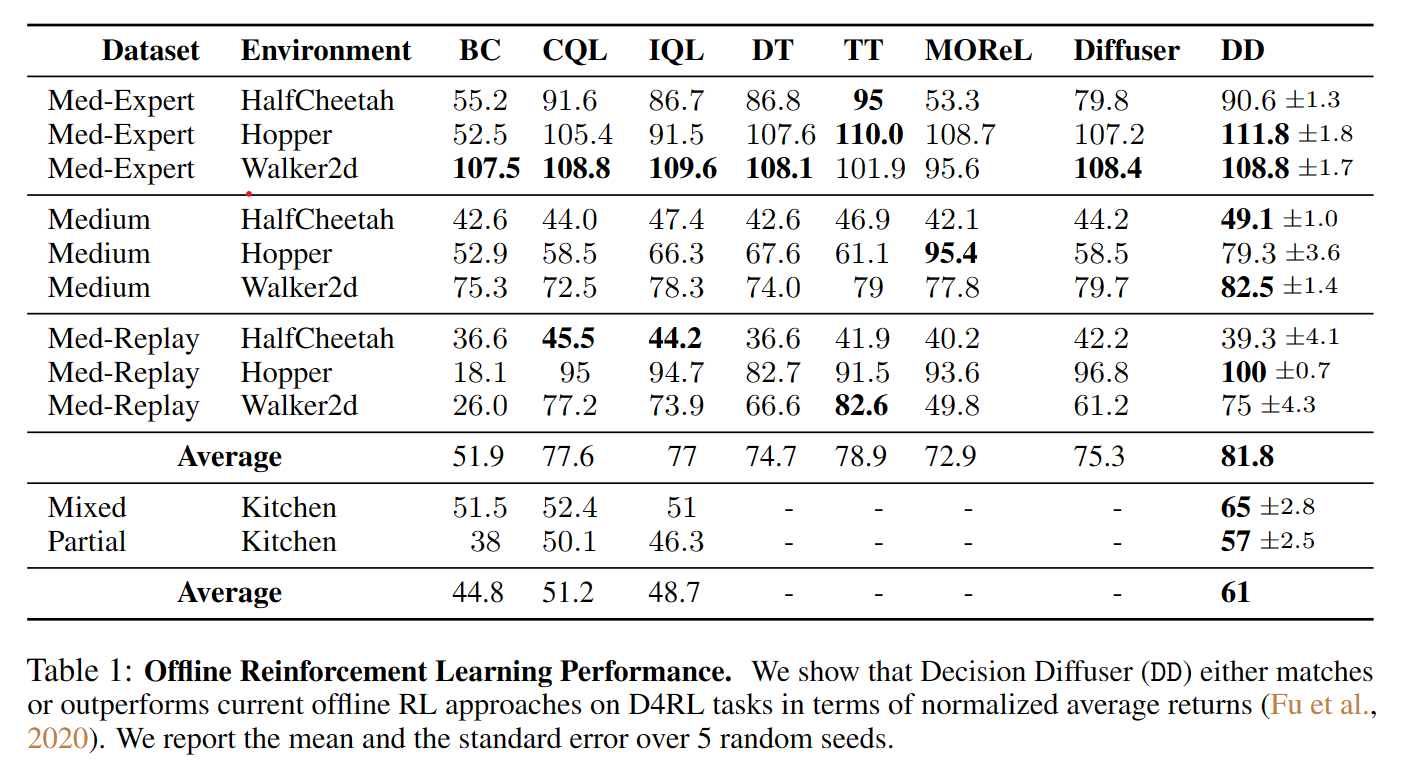 Dataset Environment BC CQL IQL DT TT MOReL Diffuser DD
Med-Expert HalfCheetah 55.2 91.6 86.7 86.8 95 53.3 79.8 90.6 ±1.3
Med-Expert Hopper 52.5 105.4 91.5 107.6 110.0 108.7 107.2 111.8 ±1.8
Med-Expert Walker2d 107.5 108.8 109.6 108.1 101.9 95.6 108.4 108.8 ±1.7
Medium HalfCheetah 42.6 44.0 47.4 42.6 46.9 42.1 44.2 49.1 ±1.0
Medium Hopper 52.9 58.5 66.3 67.6 61.1 95.4 58.5 79.3 ±3.6
Medium Walker2d 75.3 72.5 78.3 74.0 79 77.8 79.7 82.5 ±1.4
Med-Replay HalfCheetah 36.6 45.5 44.2 36.6 41.9 40.2 42.2 39.3 ±4.1
Med-Replay Hopper 18.1 95 94.7 82.7 91.5 93.6 96.8 100 ±0.7
Med-Replay Walker2d 26.0 77.2 73.9 66.6 82.6 49.8 61.2 75 ±4.3
Average 51.9 77.6 77 74.7 78.9 72.9 75.3 81.8
Mixed Kitchen 51.5 52.4 51 - - - - 65 ±2.8
Partial Kitchen 38 50.1 46.3 - - - - 57 ±2.5
Average 44.8 51.2 48.7 - - - - 61
Table 1: Offline Reinforcement Learning Performance. We show that Decision Diffuser (DD) either matches
or outperforms current offline RL approaches on D4RL tasks in terms of normalized average returns (Fu et al.,
2020). We report the mean and the standard error over 5 random seeds.